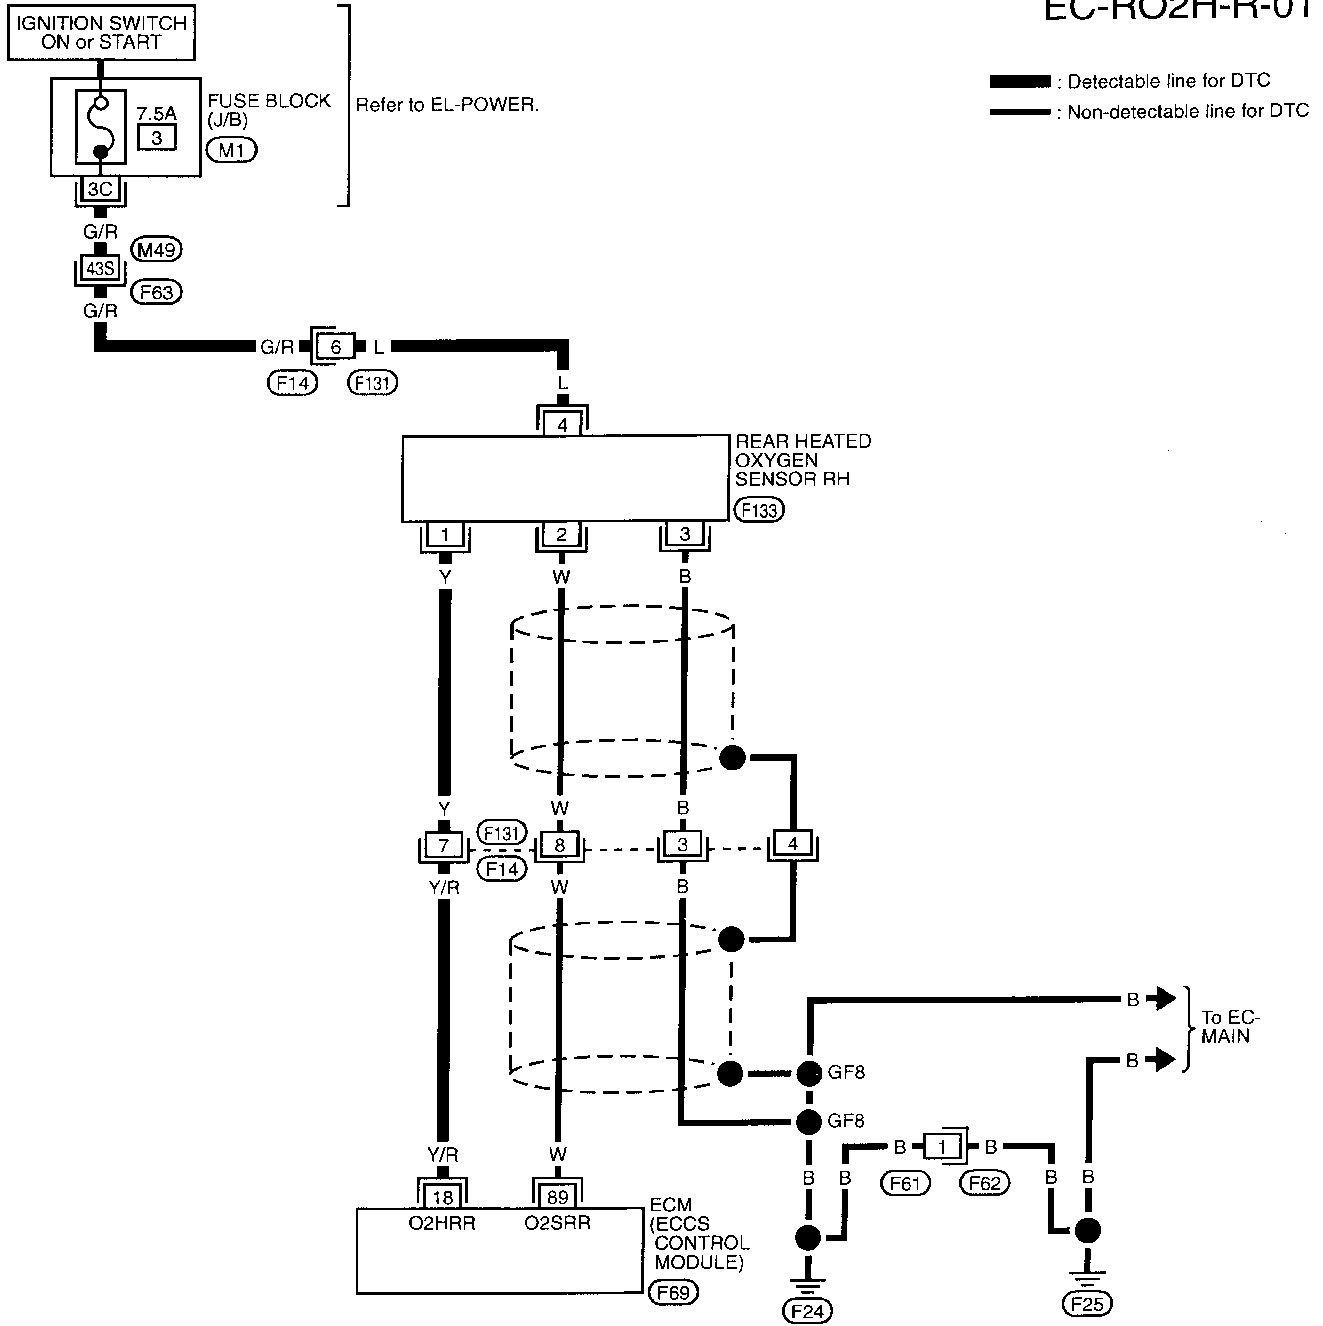 EC-RO2H-R-01
IGNITION SWITCH
ON or START
: Detectable line for DTC
: Non-detectable line for DTC
7.5A
3
FUSE BLOCK
(J/B)
M1
Refer to EL-POWER.
3C
G/R
M49
43S
F63
G/R
G/R 6 L
F14 F131
L
4
REAR HEATED
OXYGEN
SENSOR RH
F133
1 2 3
Y W B
Y W B
7 F131 8 3 4
F14
Y/R W B
B
To EC-
MAIN
B
GF8
GF8
B 1 B
F61 F62
B B B B
Y/R W
18 89
O2HRR O2SRR
ECM
(ECCS
CONTROL
MODULE)
F69
F24
F25